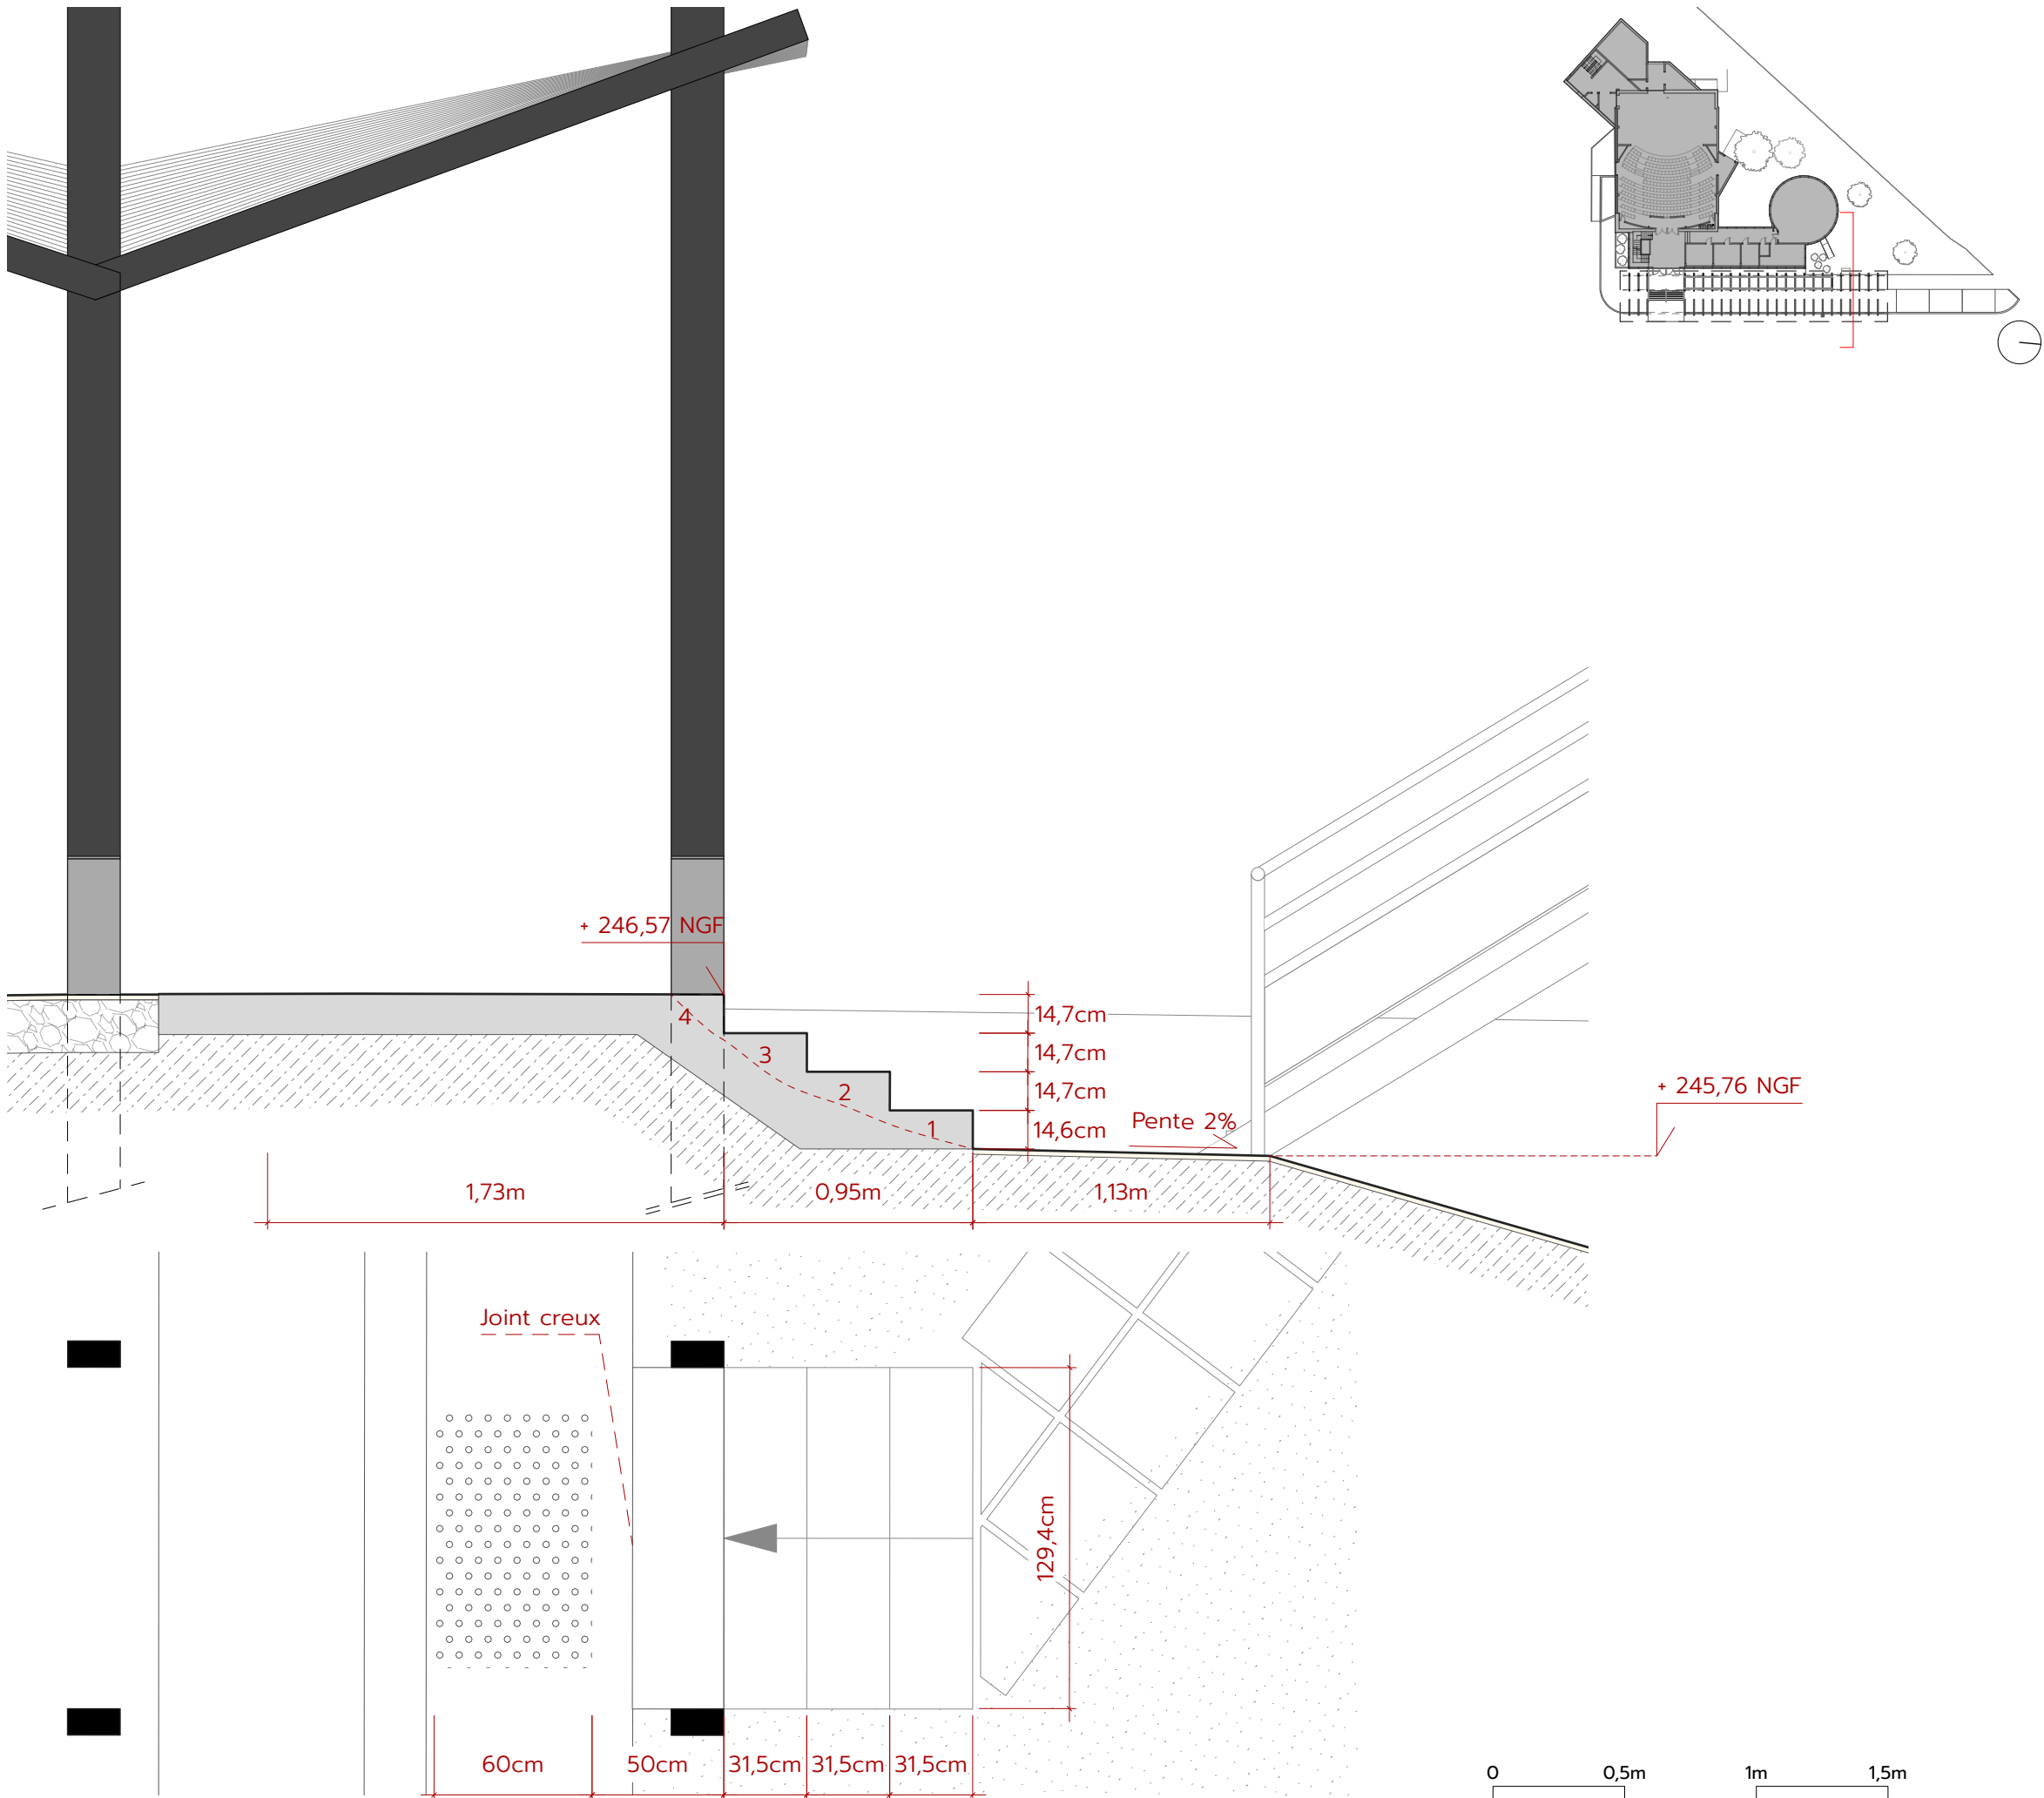 + 246,57 NGF
4
14,7cm
3
14,7cm
2
14,7cm
1
14,6cm
Pente 2%
+ 245,76 NGF
1,73m
0,95m
1,13m
Joint creux
129,4cm
60cm
50cm
31,5cm
31,5cm
31,5cm
0
0,5m
1m
1,5m